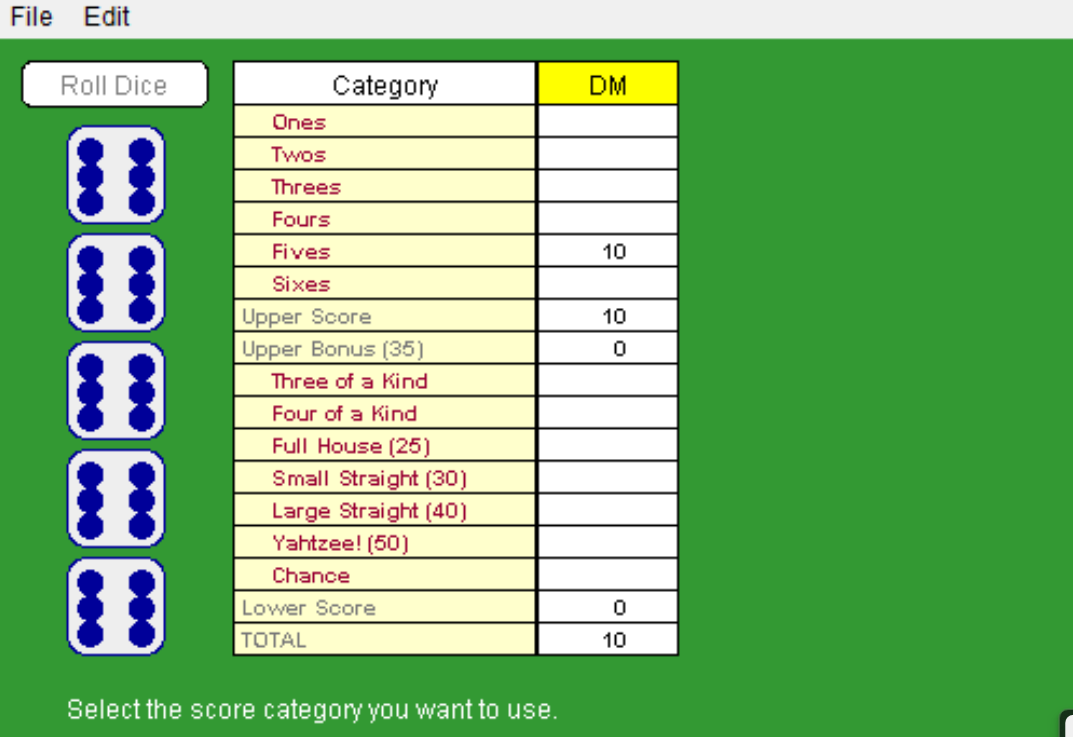 File Edit
Roll Dice
Category DM
Ones
Twos
Threes
Fours
Fives 10
Sixes
Upper Score 10
Upper Bonus (35) 0
Three of a Kind
Four of a Kind
Full House (25)
Small Straight (30)
Large Straight (40)
Yahtzee! (50)
Chance
Lower Score 0
TOTAL 10
Select the score category you want to use.